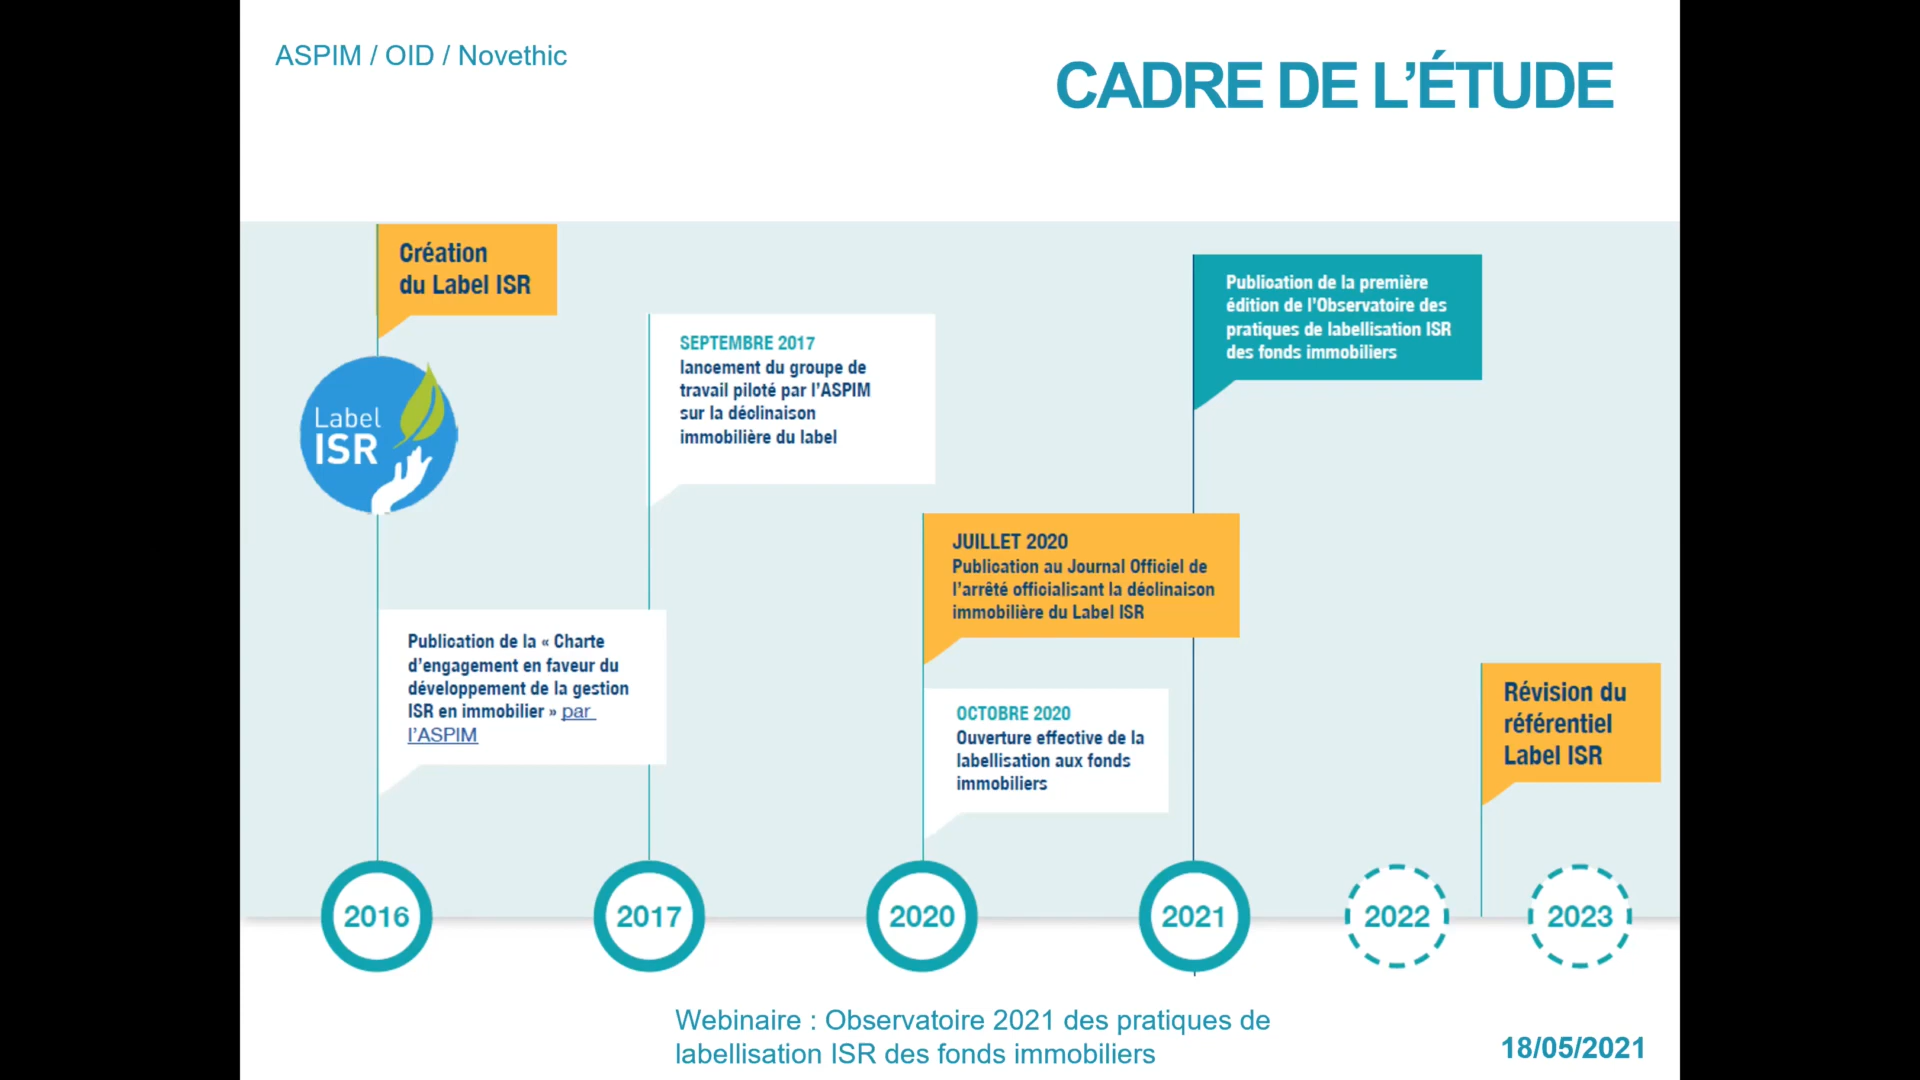 ASPIM / OID / Novethic
CADRE DE L’ÉTUDE
Création
du Label ISR
Label
ISR
Publication de la « Charte
d’engagement en faveur du
développement de la gestion
ISR en immobilier » par
l’ASPIM
SEPTEMBRE 2017
lancement du groupe de
travail piloté par l’ASPIM
sur la déclinaison
immobilière du label
JUILLET 2020
Publication au Journal Officiel de
l’arrêté officialisant la déclinaison
immobilière du Label ISR
OCTOBRE 2020
Ouverture effective de la
labellisation aux fonds
immobiliers
Publication de la première
édition de l’Observatoire des
pratiques de labellisation ISR
des fonds immobiliers
Révision du
référentiel
Label ISR
2016
2017
2020
2021
2022
2023
Webinaire : Observatoire 2021 des pratiques de
labellisation ISR des fonds immobiliers
18/05/2021